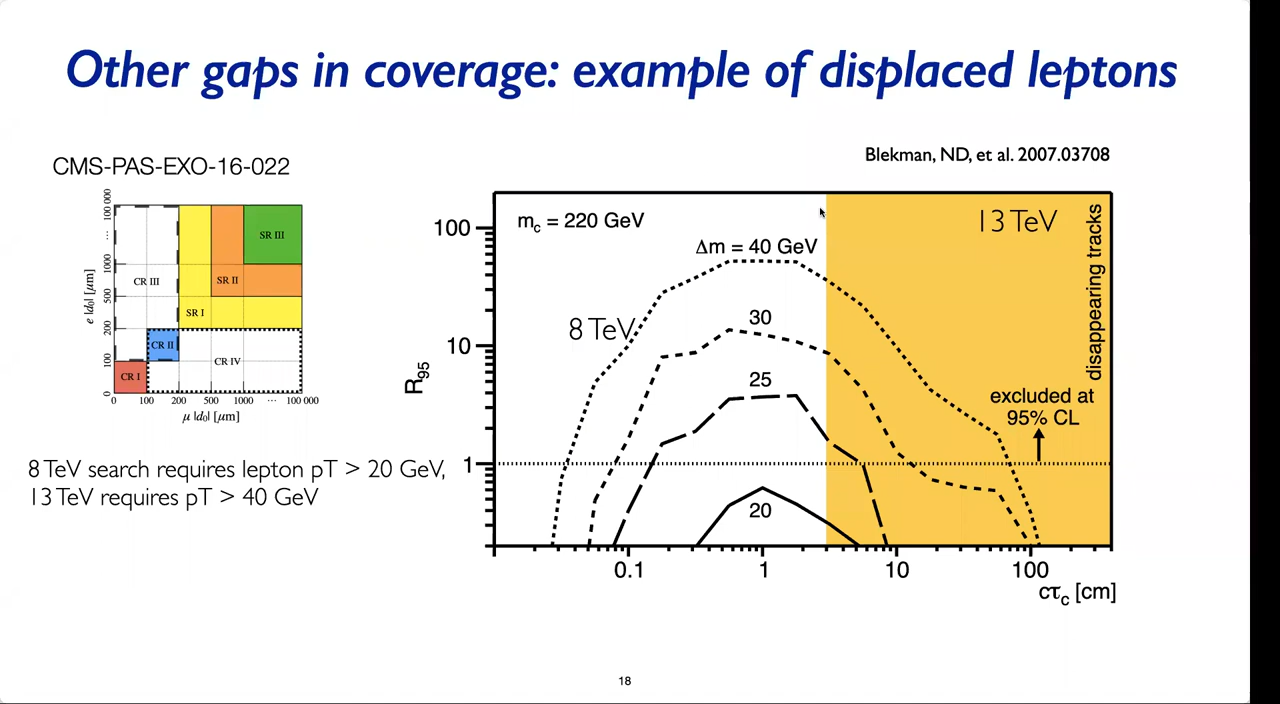 Other gaps in coverage: example of displaced leptons
CMS-PAS-EXO-16-022
e |d₀| [μm]
100 000
⋯
1000
500
200
100
0
CR III
SR III
SR II
SR I
CR II
CR IV
CR I
0 100 200 500 1000 ⋯ 100 000
μ |d₀| [μm]
8 TeV search requires lepton pT > 20 GeV,
13 TeV requires pT > 40 GeV
Blekman, ND, et al. 2007.03708
R₉₅
100
10
1
m_c = 220 GeV
Δm = 40 GeV
13 TeV
disappearing tracks
8 TeV
30
25
20
excluded at
95% CL
0.1 1 10 100
cτ_c [cm]
18